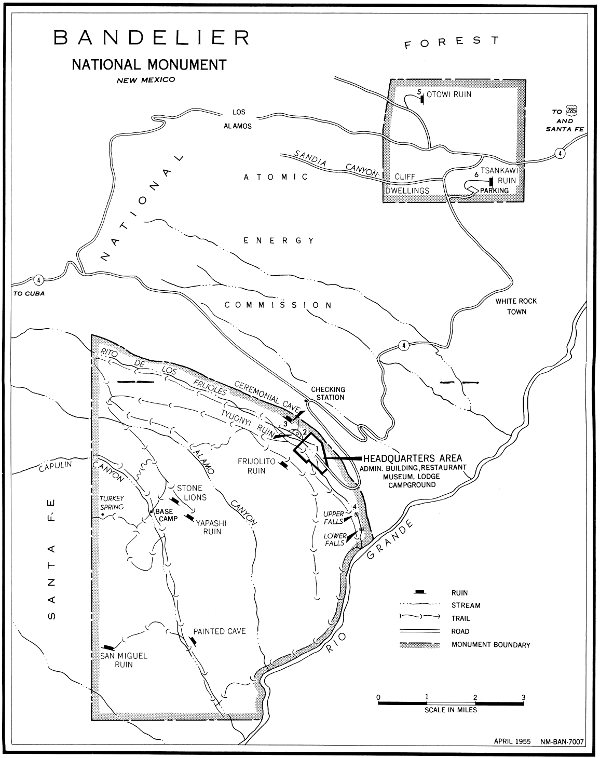 BANDELIER
NATIONAL MONUMENT
NEW MEXICO
FOREST
5
OTOWI RUIN
TO 285
AND
SANTA FE
4
LOS
ALAMOS
SANDIA CANYON
CLIFF
DWELLINGS
TSANKAWI
RUIN
6
PARKING
NATIONAL
ATOMIC
ENERGY
COMMISSION
4
TO CUBA
WHITE ROCK
TOWN
4
RITO DE LOS FRIJOLES
CEREMONIAL CAVE
CHECKING
STATION
3
TYUONYI RUIN
2
HEADQUARTERS AREA
ADMIN. BUILDING, RESTAURANT
MUSEUM, LODGE
CAMPGROUND
FRIJOLITO
RUIN
ALAMO
CANYON
CAPULIN
CANYON
STONE
LIONS
TURKEY
SPRING
BASE
CAMP
YAPASHI
RUIN
4
UPPER
FALLS
LOWER
FALLS
RIO GRANDE
SANTA FE
PAINTED CAVE
SAN MIGUEL
RUIN
RUIN
STREAM
TRAIL
ROAD
MONUMENT BOUNDARY
0 1 2 3
SCALE IN MILES
APRIL 1955 NM-BAN-7007